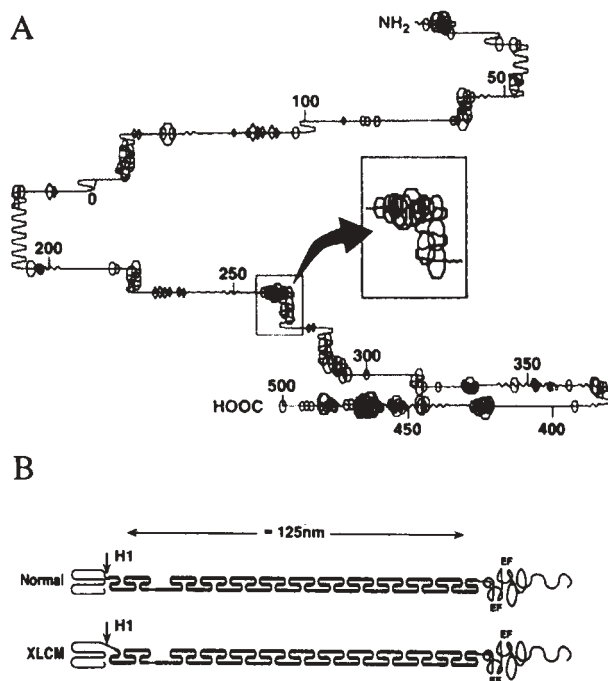 A
NH2
50
100
0
200
250
300
350
HOOC
500
450
400
B
= 125nm
H1
EF
Normal
EF
H1
EF
XLCM
EF